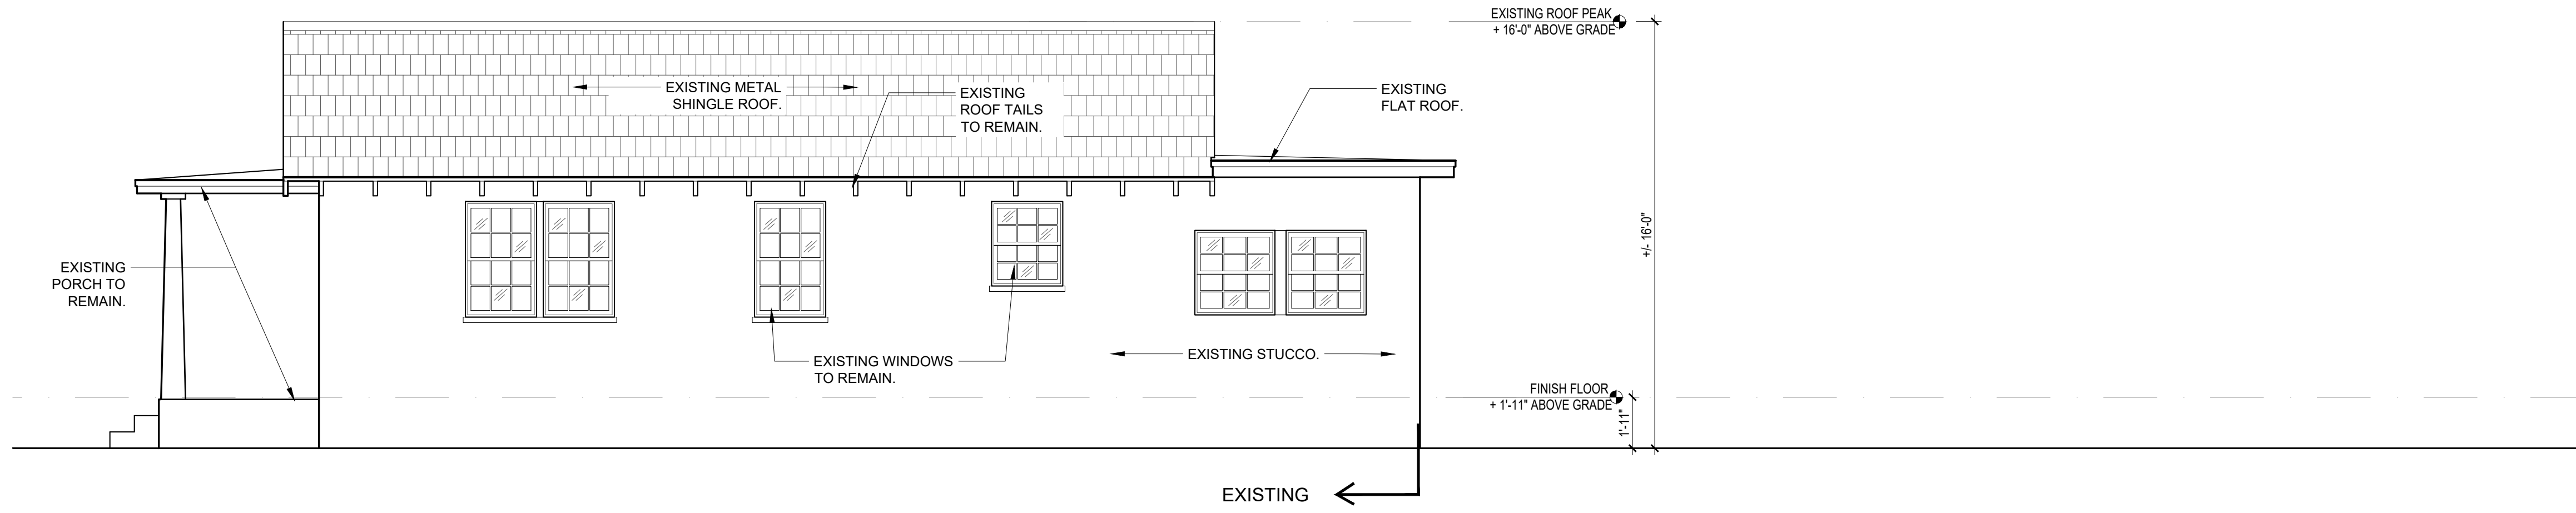 EXISTING ROOF PEAK
+ 16'-0" ABOVE GRADE
EXISTING METAL
SHINGLE ROOF.
EXISTING
ROOF TAILS
TO REMAIN.
EXISTING
FLAT ROOF.
+/- 16'-0"
EXISTING
PORCH TO
REMAIN.
EXISTING WINDOWS
TO REMAIN.
EXISTING STUCCO.
FINISH FLOOR
+ 1'-11" ABOVE GRADE
1'-11"
EXISTING